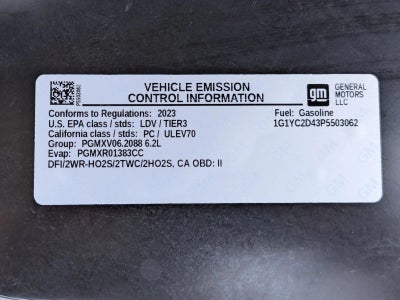 VEHICLE EMISSION
CONTROL INFORMATION
gm
GENERAL
MOTORS
LLC
Conforms to Regulations: 2023
Fuel: Gasoline
U.S. EPA class / stds: LDV / TIER3
1G1YC2D43P5503062
California class / stds: PC / ULEV70
Group: PGMXV06.2088 6.2L
Evap: PGMXR01383CC
DFI/2WR-HO2S/2TWC/2HO2S, CA OBD: II